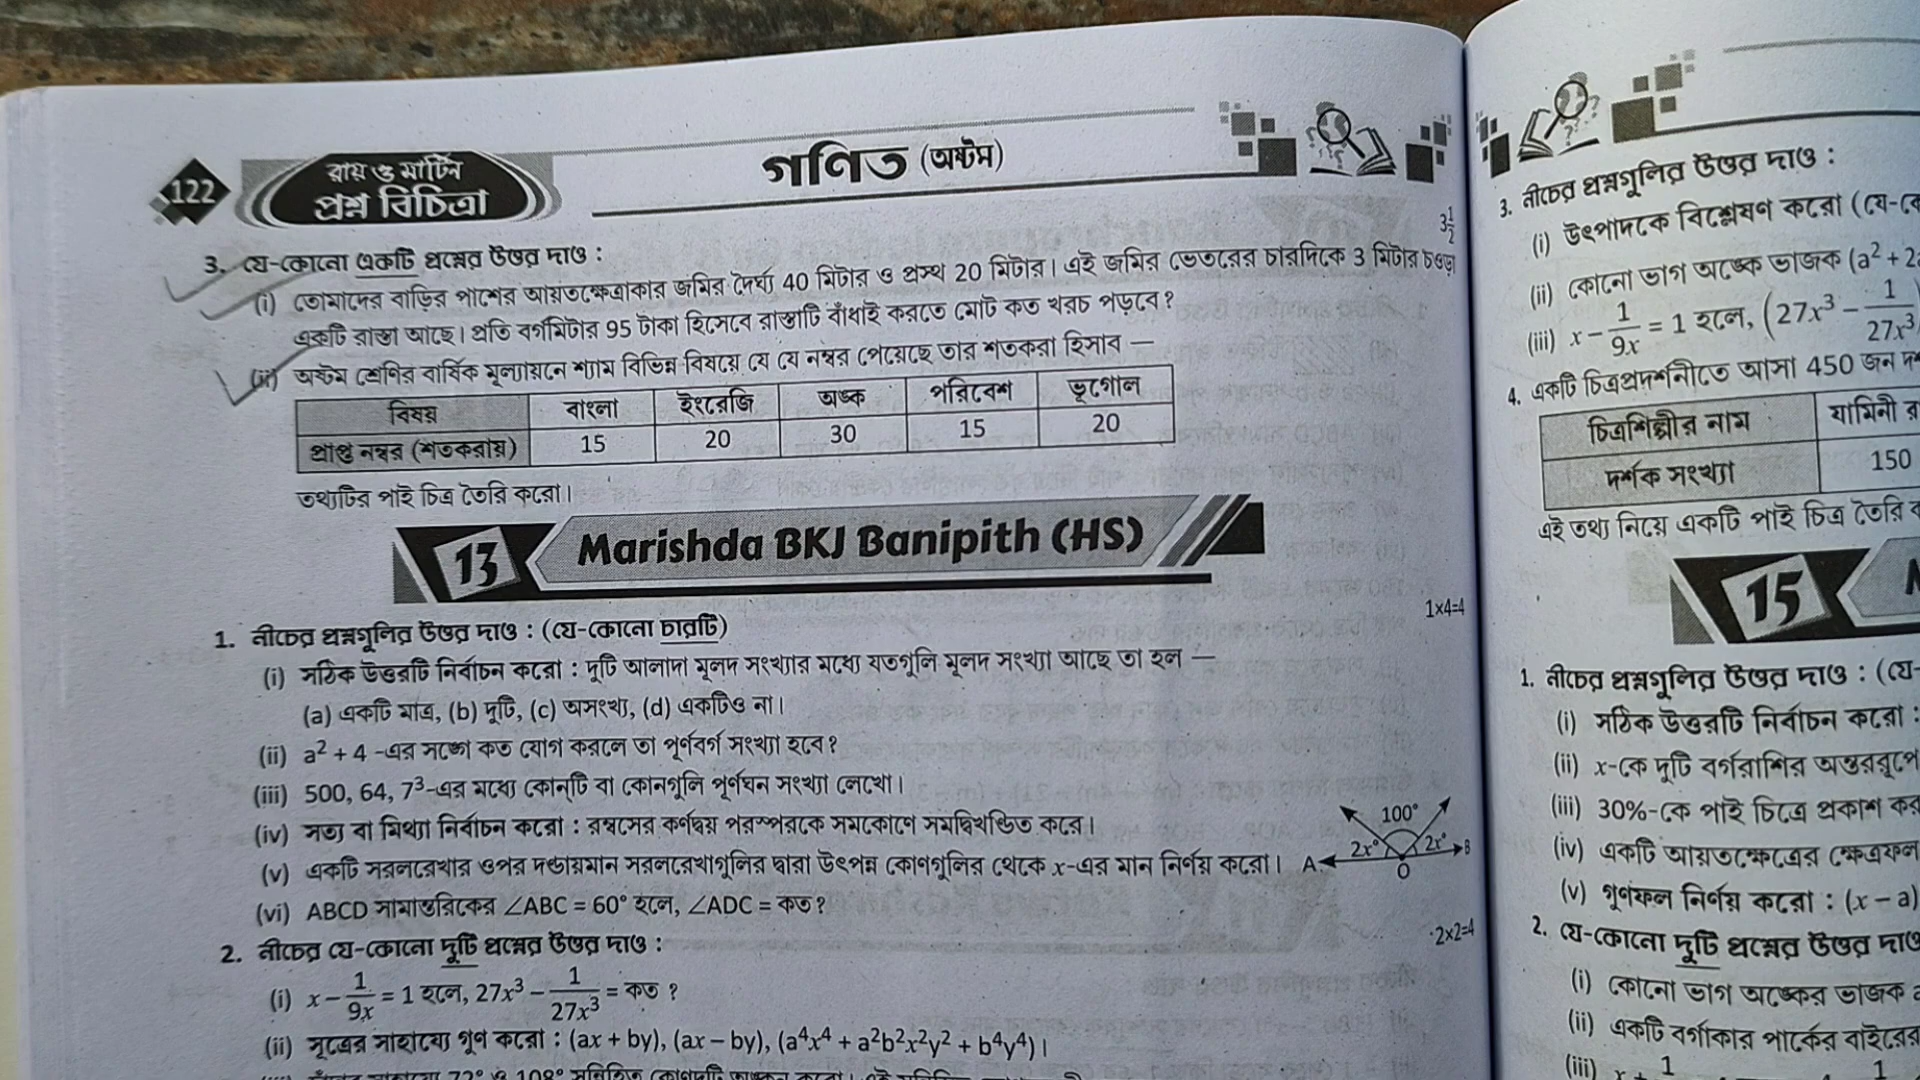 122
রায় ও মার্টিন
প্রশ্ন বিচিত্রা
গণিত (অষ্টম)
3. যে-কোনো একটি প্রশ্নের উত্তর দাও : 3 1/2
(i) তোমাদের বাড়ির পাশের আয়তক্ষেত্রাকার জমির দৈর্ঘ্য 40 মিটার ও প্রস্থ 20 মিটার। এই জমির ভেতরের চারদিকে 3 মিটার চওড়া
একটি রাস্তা আছে। প্রতি বর্গমিটার 95 টাকা হিসেবে রাস্তাটি বাঁধাই করতে মোট কত খরচ পড়বে?
(ii) অষ্টম শ্রেণির বার্ষিক মূল্যায়নে শ্যাম বিভিন্ন বিষয়ে যে যে নম্বর পেয়েছে তার শতকরা হিসাব —
বিষয় বাংলা ইংরেজি অঙ্ক পরিবেশ ভূগোল
প্রাপ্ত নম্বর (শতকরায়) 15 20 30 15 20
তথ্যটির পাই চিত্র তৈরি করো।
13 Marishda BKJ Banipith (HS)
1. নীচের প্রশ্নগুলির উত্তর দাও : (যে-কোনো চারটি) 1×4=4
(i) সঠিক উত্তরটি নির্বাচন করো : দুটি আলাদা মূলদ সংখ্যার মধ্যে যতগুলি মূলদ সংখ্যা আছে তা হল —
(a) একটি মাত্র, (b) দুটি, (c) অসংখ্য, (d) একটিও না।
(ii) a² + 4 -এর সঙ্গে কত যোগ করলে তা পূর্ণবর্গ সংখ্যা হবে?
(iii) 500, 64, 7³-এর মধ্যে কোন্‌টি বা কোনগুলি পূর্ণঘন সংখ্যা লেখো।
(iv) সত্য বা মিথ্যা নির্বাচন করো : রম্বসের কর্ণদ্বয় পরস্পরকে সমকোণে সমদ্বিখণ্ডিত করে।
(v) একটি সরলরেখার ওপর দণ্ডায়মান সরলরেখাগুলির দ্বারা উৎপন্ন কোণগুলির থেকে x-এর মান নির্ণয় করো।
100°
2x° 2x°
A O B
(vi) ABCD সামান্তরিকের ∠ABC = 60° হলে, ∠ADC = কত?
2. নীচের যে-কোনো দুটি প্রশ্নের উত্তর দাও : 2×2=4
(i) x − 1/9x = 1 হলে, 27x³ − 1/27x³ = কত ?
(ii) সূত্রের সাহায্যে গুণ করো : (ax + by), (ax − by), (a⁴x⁴ + a²b²x²y² + b⁴y⁴)।
3. নীচের প্রশ্নগুলির উত্তর দাও :
(i) উৎপাদকে বিশ্লেষণ করো
(ii) কোনো ভাগ অঙ্কে ভাজক (a² +
(iii) x − 1/9x = 1 হলে, (27x³ − 1/27x³
4. একটি চিত্রপ্রদর্শনীতে আসা 450 জন
চিত্রশিল্পীর নাম যামিনী
দর্শক সংখ্যা 150
এই তথ্য নিয়ে একটি পাই চিত্র তৈরি
15
1. নীচের প্রশ্নগুলির উত্তর দাও : (যে-
(i) সঠিক উত্তরটি নির্বাচন করো :
(ii) x-কে দুটি বর্গরাশির অন্তররূপে
(iii) 30%-কে পাই চিত্রে প্রকাশ
(iv) একটি আয়তক্ষেত্রের ক্ষেত্রফল
(v) গুণফল নির্ণয় করো : (x − a)
2. যে-কোনো দুটি প্রশ্নের উত্তর দাও
(i) কোনো ভাগ অঙ্কের ভাজক
(ii) একটি বর্গাকার পার্কের বাইরের
(iii)